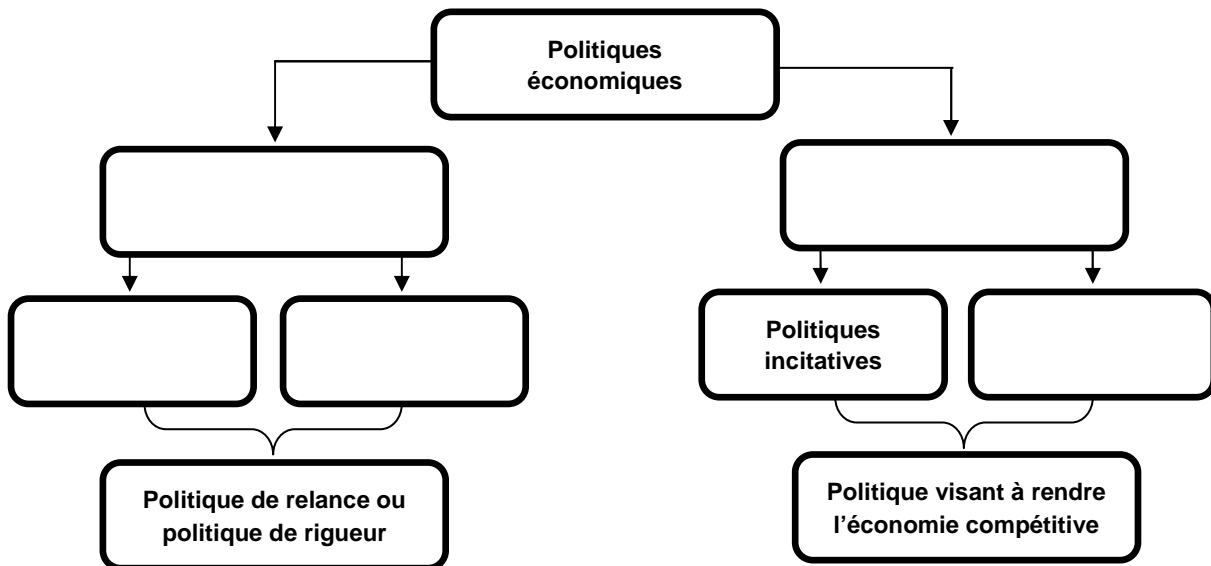 Politiques
économiques
Politiques
incitatives
Politique de relance ou
politique de rigueur
Politique visant à rendre
l’économie compétitive